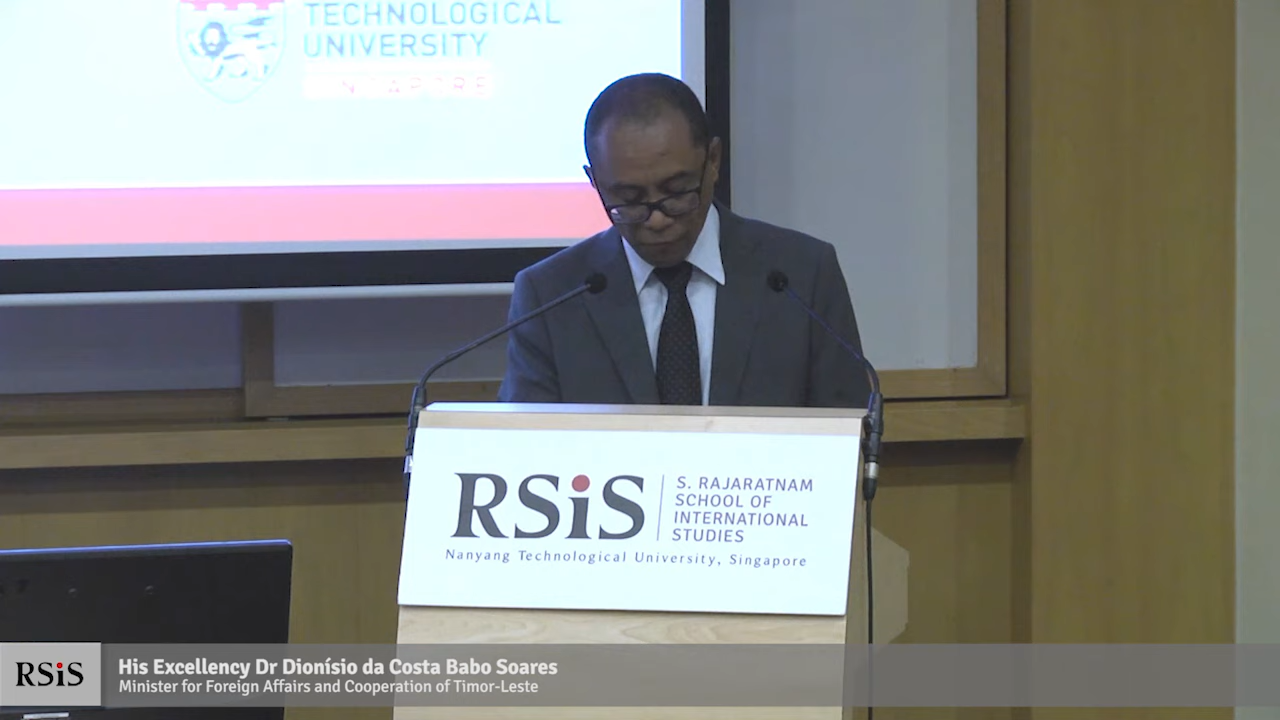 TECHNOLOGICAL
UNIVERSITY
SINGAPORE
RSiS
S. RAJARATNAM
SCHOOL OF
INTERNATIONAL
STUDIES
Nanyang Technological University, Singapore
RSiS
His Excellency Dr Dionísio da Costa Babo Soares
Minister for Foreign Affairs and Cooperation of Timor-Leste